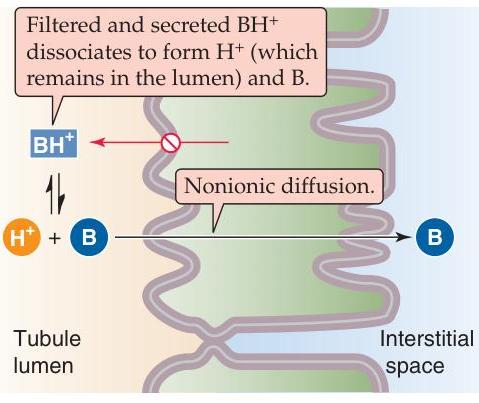 Filtered and secreted BH⁺
dissociates to form H⁺ (which
remains in the lumen) and B.
BH⁺
Nonionic diffusion.
H⁺ + B
B
Tubule
lumen
Interstitial
space